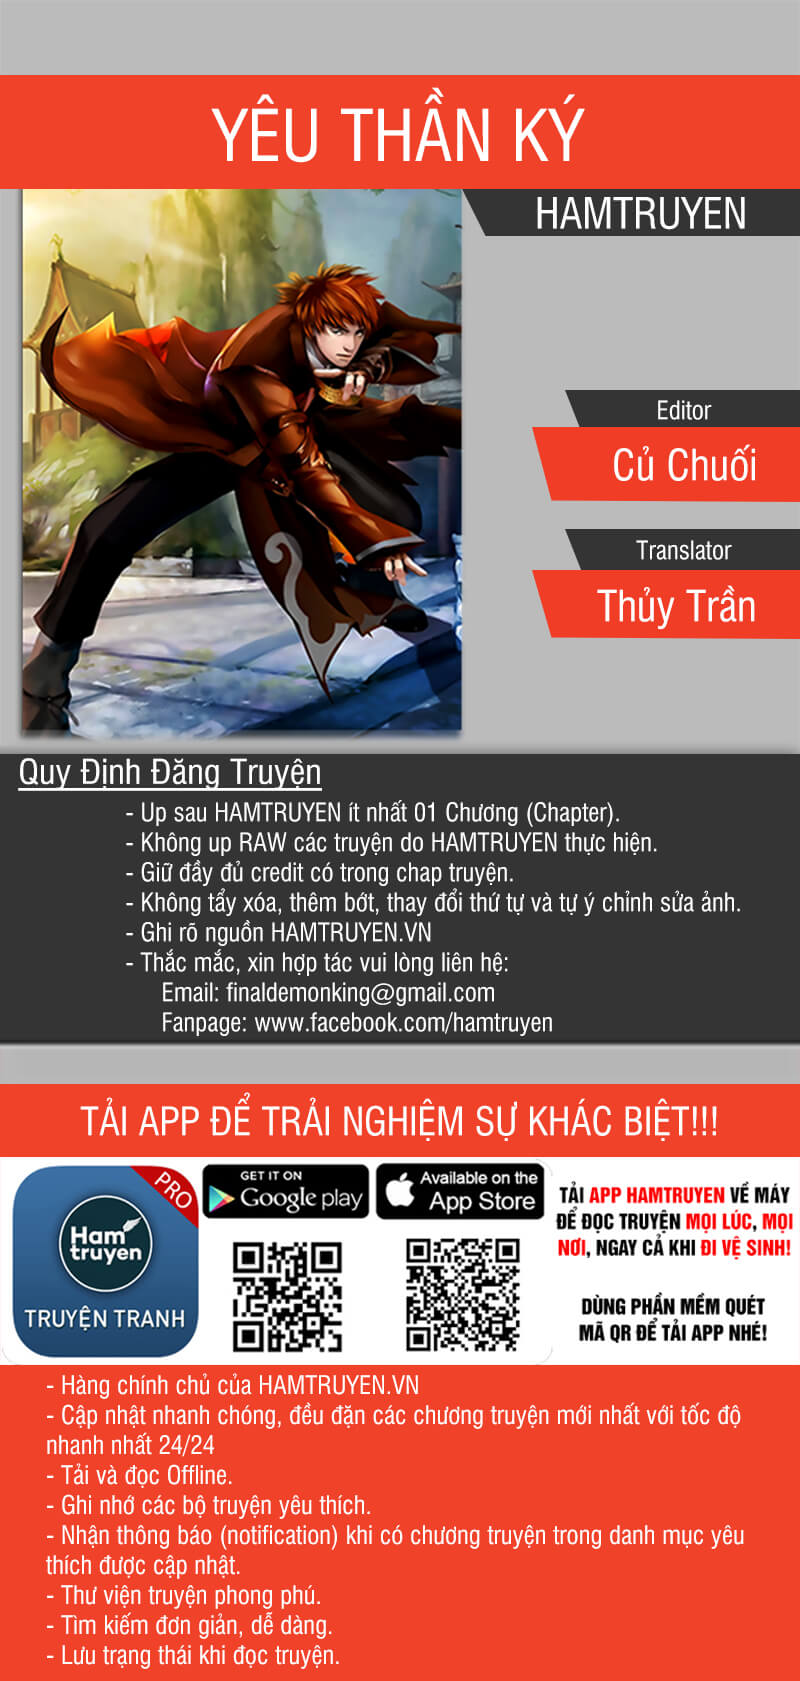 YÊU THẦN KÝ
HAMTRUYEN
Editor
Củ Chuối
Translator
Thủy Trần
Quy Định Đăng Truyện
- Up sau HAMTRUYEN ít nhất 01 Chương (Chapter).
- Không up RAW các truyện do HAMTRUYEN thực hiện.
- Giữ đầy đủ credit có trong chap truyện.
- Không tẩy xóa, thêm bớt, thay đổi thứ tự và tự ý chỉnh sửa ảnh.
- Ghi rõ nguồn HAMTRUYEN.VN
- Thắc mắc, xin hợp tác vui lòng liên hệ:
Email: finaldemonking@gmail.com
Fanpage: www.facebook.com/hamtruyen
TẢI APP ĐỂ TRẢI NGHIỆM SỰ KHÁC BIỆT!!!
PRO
Ham
truyen
TRUYỆN TRANH
GET IT ON
Google play
Available on the
App Store
TẢI APP HAMTRUYEN VỀ MÁY
ĐỂ ĐỌC TRUYỆN MỌI LÚC, MỌI
NƠI, NGAY CẢ KHI ĐI VỆ SINH!
DÙNG PHẦN MỀM QUÉT
MÃ QR ĐỂ TẢI APP NHÉ!
- Hàng chính chủ của HAMTRUYEN.VN
- Cập nhật nhanh chóng, đều đặn các chương truyện mới nhất với tốc độ
nhanh nhất 24/24
- Tải và đọc Offline.
- Ghi nhớ các bộ truyện yêu thích.
- Nhận thông báo (notification) khi có chương truyện trong danh mục yêu
thích được cập nhật.
- Thư viện truyện phong phú.
- Tìm kiếm đơn giản, dễ dàng.
- Lưu trạng thái khi đọc truyện.